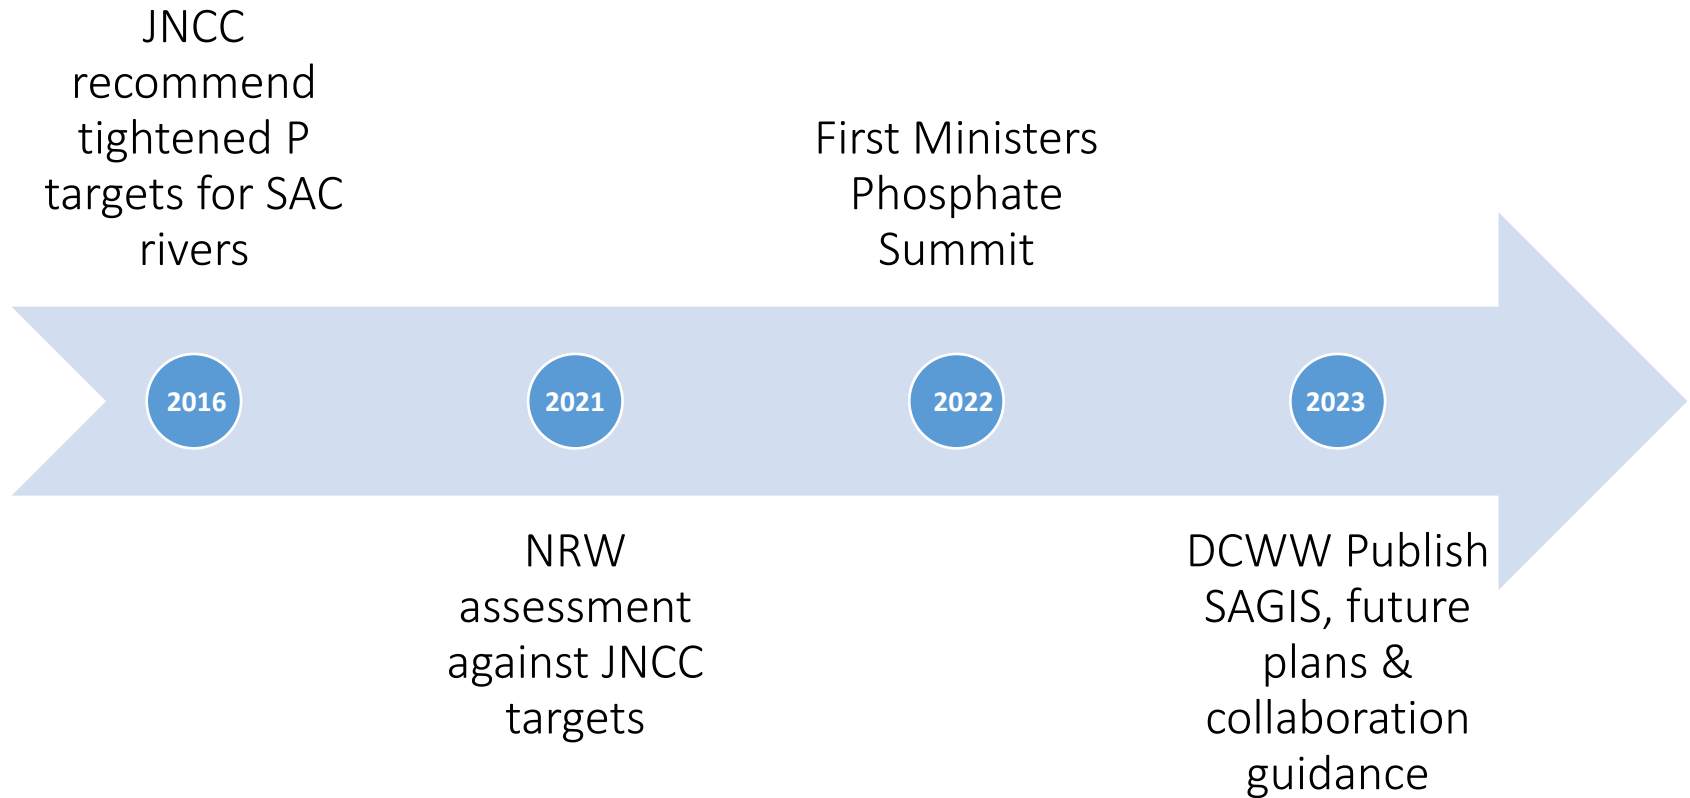 JNCC
recommend
tightened P
targets for SAC
rivers
2016
NRW
assessment
against JNCC
targets
2021
First Ministers
Phosphate
Summit
2022
DCWW Publish
SAGIS, future
plans &
collaboration
guidance
2023